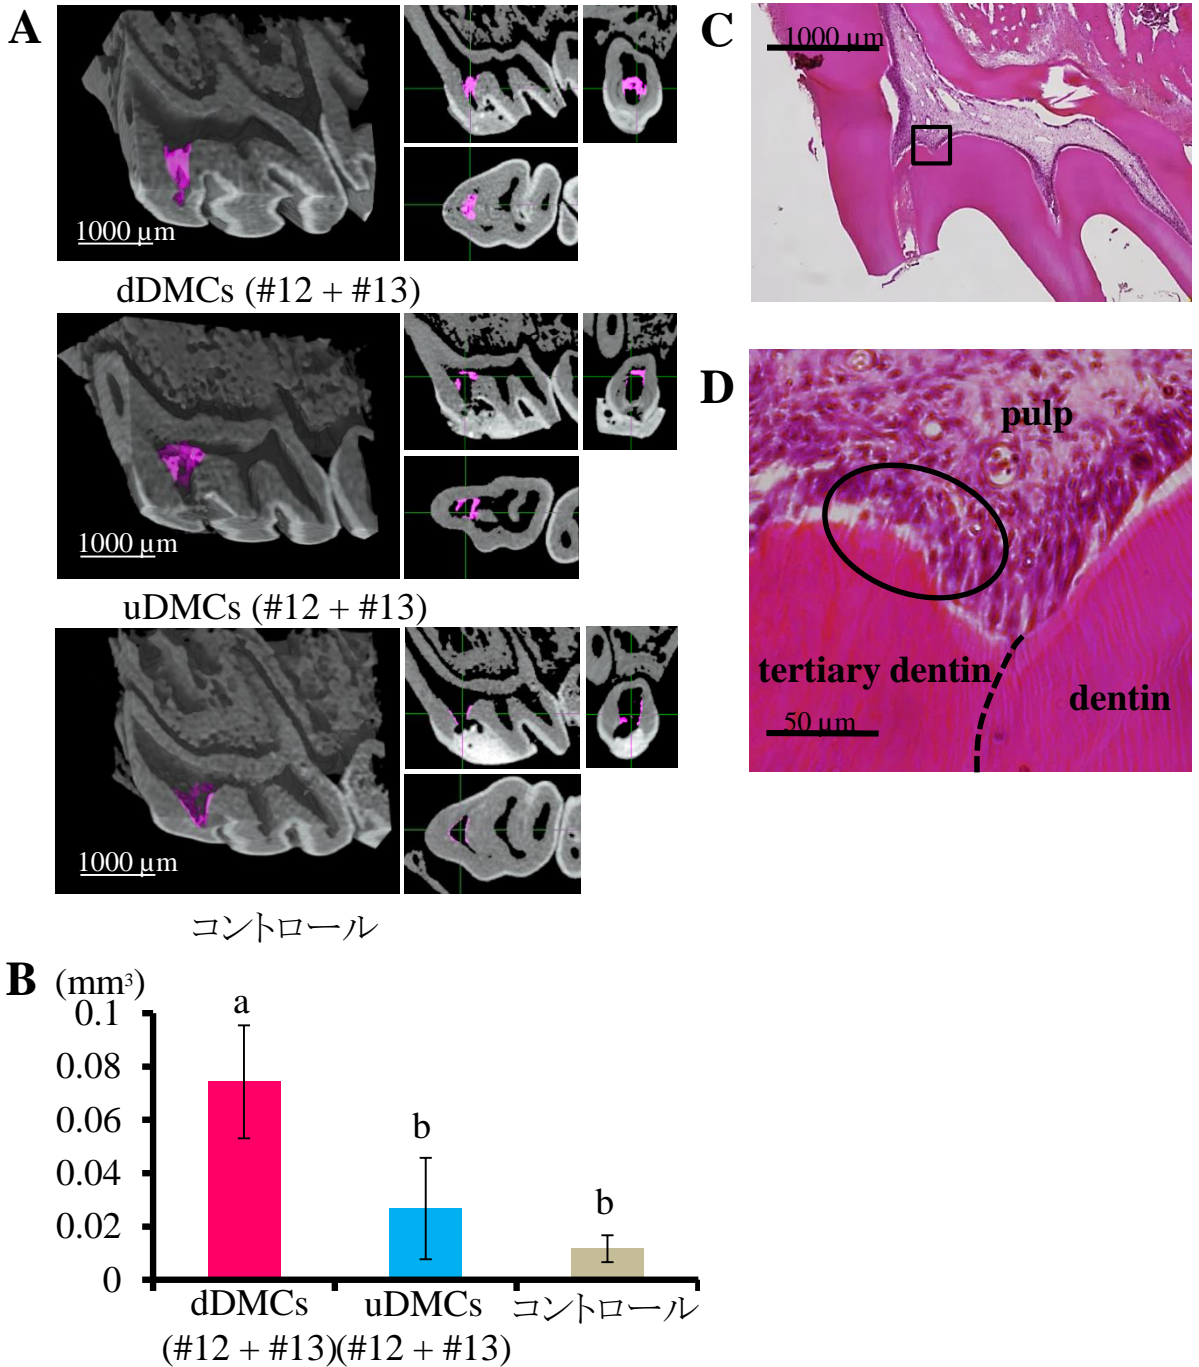 A
1000 µm
dDMCs (#12 + #13)
1000 µm
uDMCs (#12 + #13)
1000 µm
コントロール
B (mm³)
0.1
0.08
0.06
0.04
0.02
0
a
b
b
dDMCs
(#12 + #13)
uDMCs
(#12 + #13)
コントロール
C
1000 µm
D
pulp
tertiary dentin
dentin
50 µm